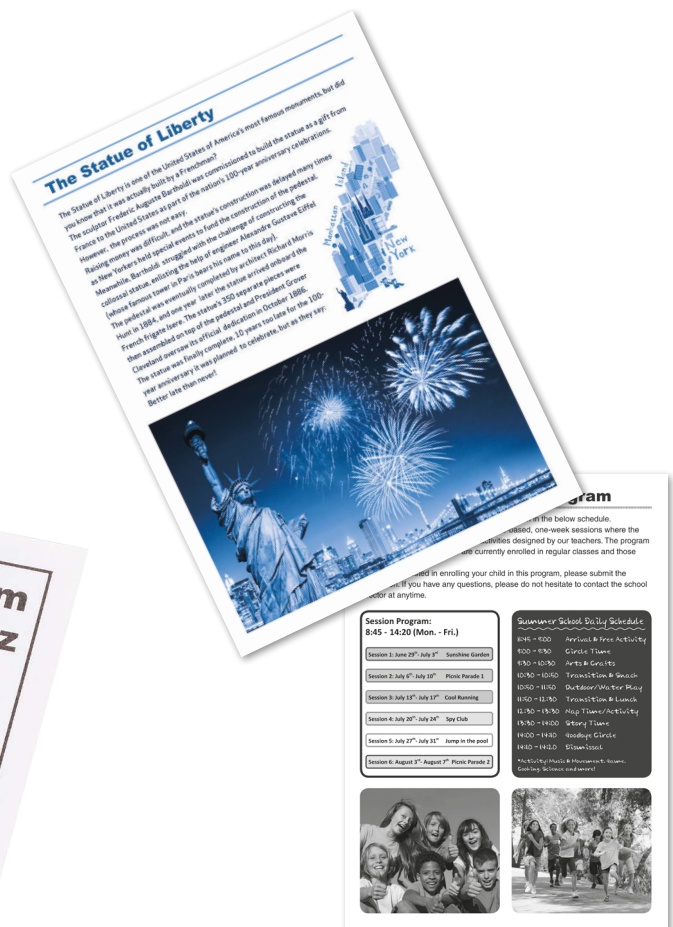 The Statue of Liberty
The Statue of Liberty is one of the United States of America's most famous monuments, but did
you know that it was actually built by a Frenchman?
The sculptor Frederic Auguste Bartholdi was commissioned to build the statue as a gift from
France to the United States as part of the nation's 100-year anniversary celebrations.
However, the process was not easy.
Raising money was difficult, and the statue's construction was delayed many times
as New Yorkers held special events to fund the construction of the pedestal.
Meanwhile, Bartholdi struggled with the challenge of constructing the
collossal statue, enlisting the help of engineer Alexandre Gustave Eiffel
(whose famous tower in Paris bears his name to this day).
The pedestal was eventually completed by architect Richard Morris
Hunt in 1884, and one year later the statue arrived onboard the
French frigate Isere. The statue's 350 separate pieces were
then assembled on top of the pedestal and President Grover
Cleveland oversaw its official dedication in October 1886.
The statue was finally complete, 10 years too late for the 100-
year anniversary it was planned to celebrate, but as they say:
Better late than never!
Manhattan Island
New
York
m
z
gram
in the below schedule.
based, one-week sessions where the
activities designed by our teachers. The program
are currently enrolled in regular classes and those
in enrolling your child in this program, please submit the
If you have any questions, please do not hesitate to contact the school
at anytime.
Session Program:
8:45 - 14:20 (Mon. - Fri.)
Session 1: June 29th- July 3rd Sunshine Garden
Session 2: July 6th- July 10th Picnic Parade 1
Session 3: July 13th- July 17th Cool Running
Session 4: July 20th- July 24th Spy Club
Session 5: July 27th- July 31st Jump in the pool
Session 6: August 3rd- August 7th Picnic Parade 2
Summer School Daily Schedule
8:45 - 9:00 Arrival & Free Activity
9:00 - 9:30 Circle Time
9:30 - 10:30 Arts & Crafts
10:30 - 10:50 Transition & Snach
10:50 - 11:50 Outdoor/Water Play
11:50 - 12:30 Transition & Lunch
12:30 - 13:30 Nap Time/Activity
13:30 - 14:00 Story Time
14:00 - 14:10 Goodbye Circle
14:10 - 14:20 Dismissal
*Activity: Music & Movement, Game,
Cooking, Science and more!